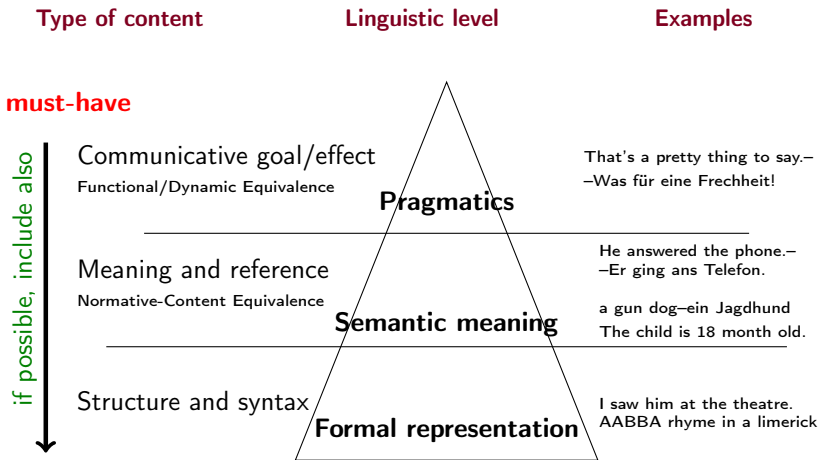 Type of content
Linguistic level
Examples
must-have
if possible, include also
Communicative goal/effect
Functional/Dynamic Equivalence
Pragmatics
That's a pretty thing to say.–
–Was für eine Frechheit!
Meaning and reference
Normative-Content Equivalence
Semantic meaning
He answered the phone.–
–Er ging ans Telefon.
a gun dog–ein Jagdhund
The child is 18 month old.
Structure and syntax
Formal representation
I saw him at the theatre.
AABBA rhyme in a limerick